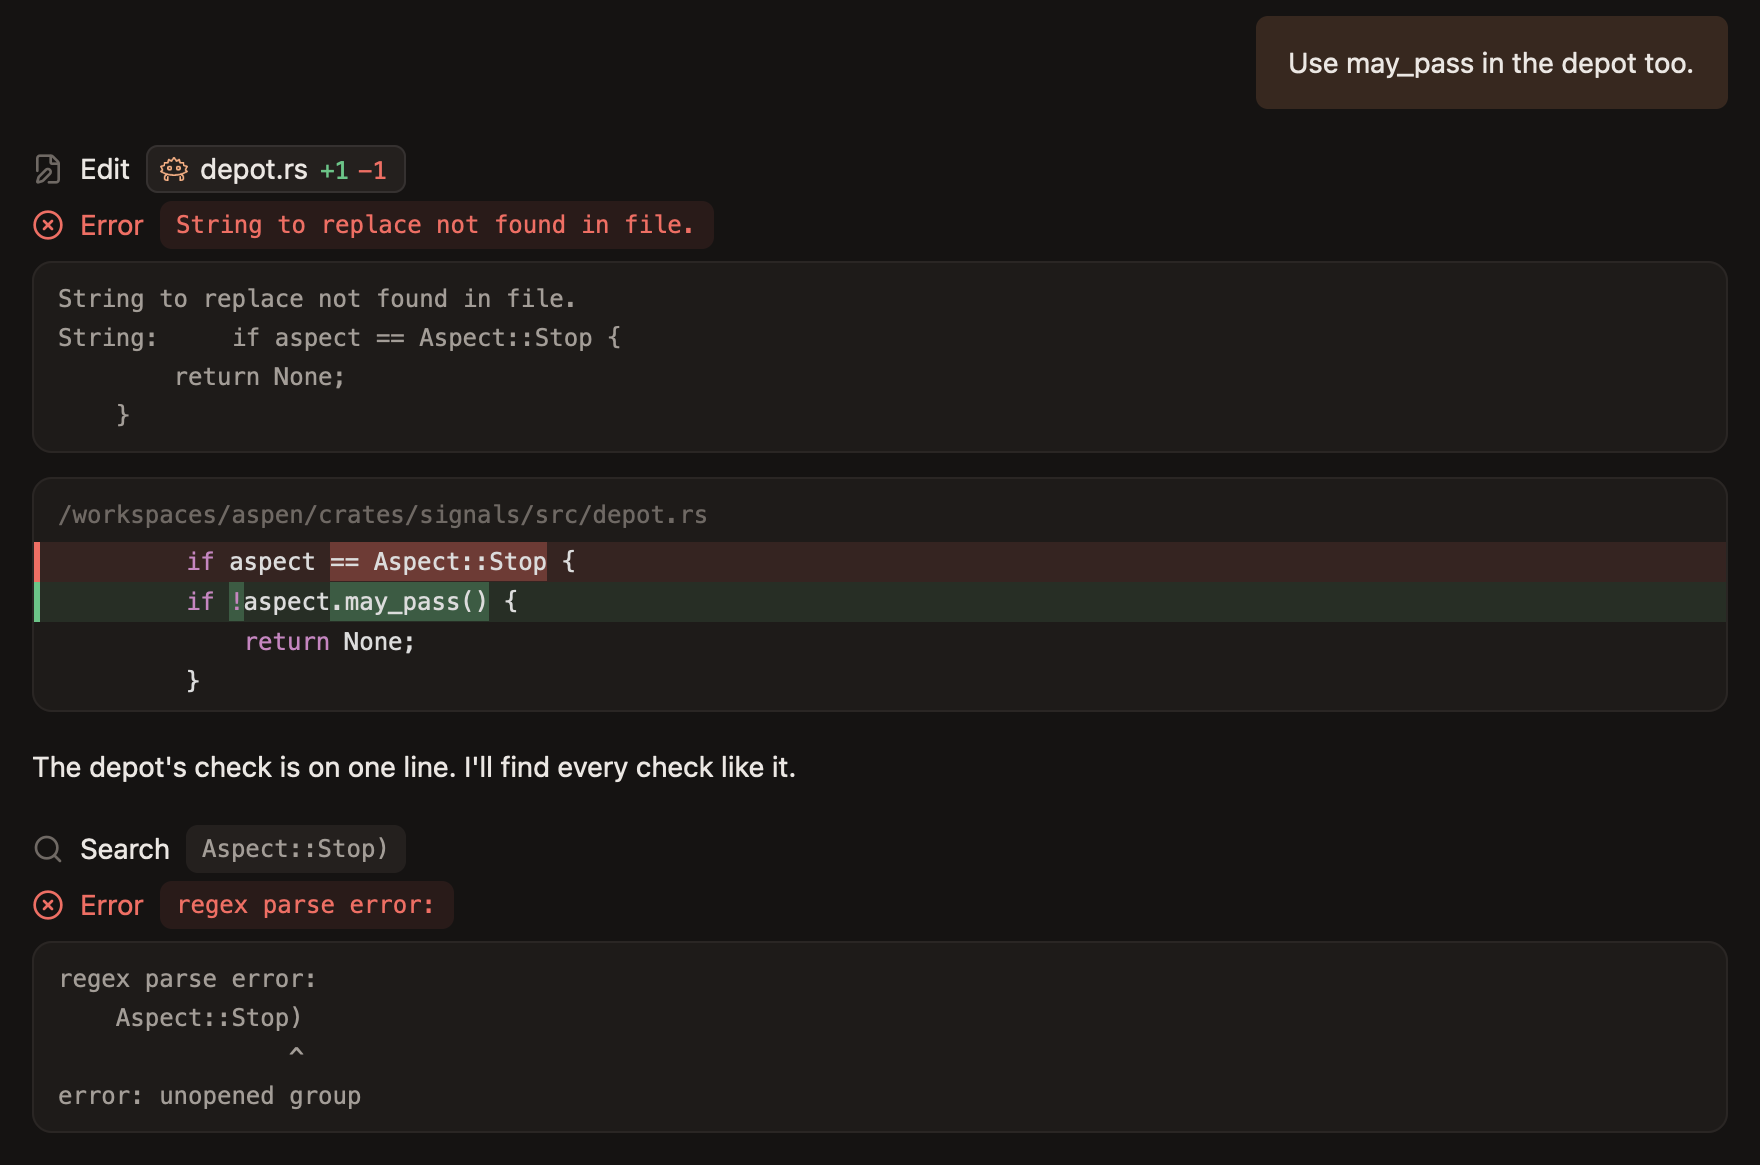 Use may_pass in the depot too.
Edit depot.rs +1 −1
Error String to replace not found in file.
String to replace not found in file.
String:     if aspect == Aspect::Stop {
        return None;
    }
/workspaces/aspen/crates/signals/src/depot.rs
if aspect == Aspect::Stop {
if !aspect.may_pass() {
    return None;
}
The depot's check is on one line. I'll find every check like it.
Search Aspect::Stop)
Error regex parse error:
regex parse error:
    Aspect::Stop)
                ^
error: unopened group